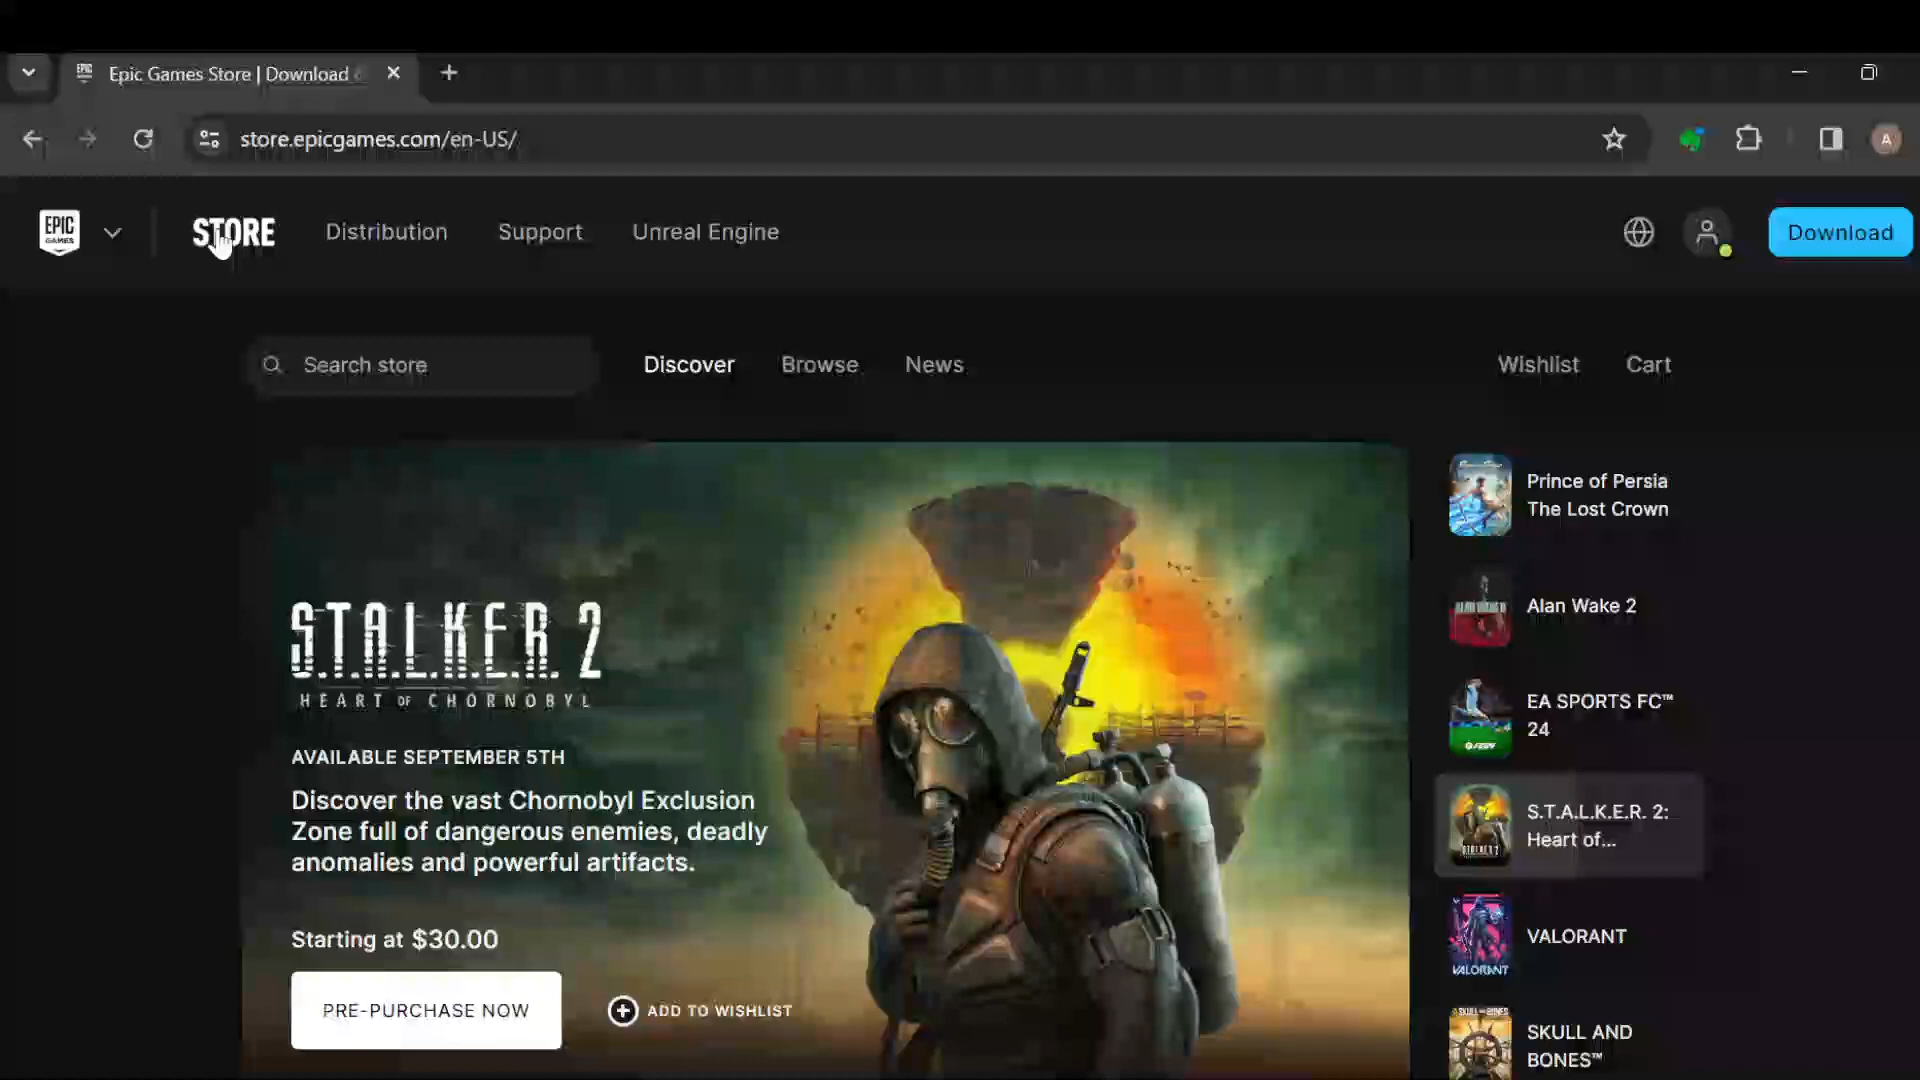 Epic Games Store | Download
store.epicgames.com/en-US/
A
EPIC
GAMES
STORE
Distribution
Support
Unreal Engine
Download
Search store
Discover
Browse
News
Wishlist
Cart
S.T.A.L.K.E.R. 2
HEART OF CHORNOBYL
AVAILABLE SEPTEMBER 5TH
Discover the vast Chornobyl Exclusion
Zone full of dangerous enemies, deadly
anomalies and powerful artifacts.
Starting at $30.00
PRE-PURCHASE NOW
ADD TO WISHLIST
Prince of Persia
The Lost Crown
Alan Wake 2
EA SPORTS FC™
24
S.T.A.L.K.E.R. 2:
Heart of...
VALORANT
VALORANT
SKULL AND
BONES™